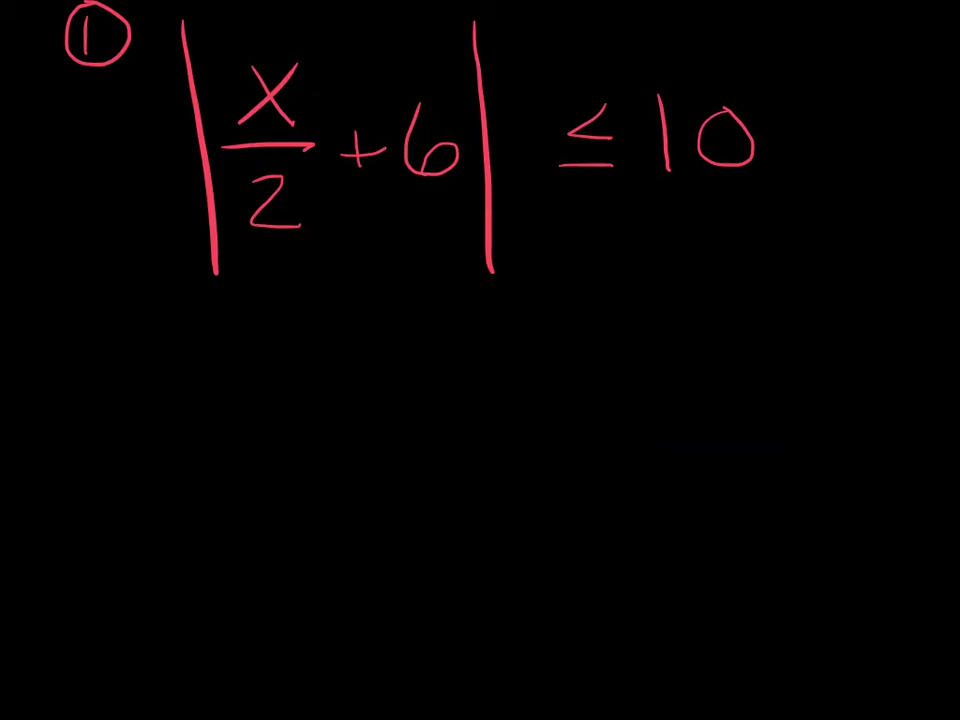 ① |x/2 + 6| ≤ 10